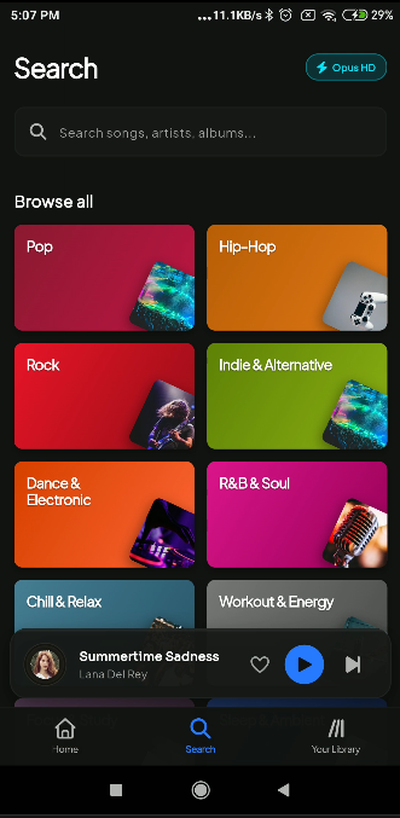 5:07 PM
...11.1KB/s
29%
Search
Opus HD
Search songs, artists, albums...
Browse all
Pop
Hip-Hop
Rock
Indie & Alternative
Dance &
Electronic
R&B & Soul
Chill & Relax
Workout & Energy
Summertime Sadness
Lana Del Rey
Home
Search
Your Library